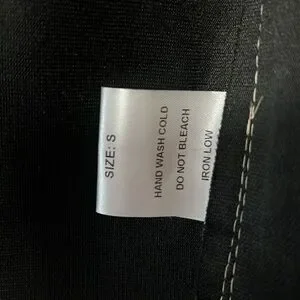 SIZE: S
HAND WASH COLD
DO NOT BLEACH
IRON LOW